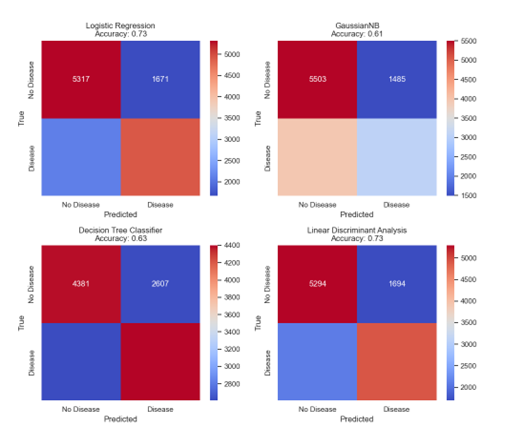 Logistic Regression
Accuracy: 0.73
No Disease
Disease
True
5317
1671
No Disease
Disease
Predicted
5000
4500
4000
3500
3000
2500
2000
GaussianNB
Accuracy: 0.61
No Disease
Disease
True
5503
1485
No Disease
Disease
Predicted
5500
5000
4500
4000
3500
3000
2500
2000
1500
Decision Tree Classifier
Accuracy: 0.63
No Disease
Disease
True
4381
2607
No Disease
Disease
Predicted
4400
4200
4000
3800
3600
3400
3200
3000
2800
Linear Discriminant Analysis
Accuracy: 0.73
No Disease
Disease
True
5294
1694
No Disease
Disease
Predicted
5000
4500
4000
3500
3000
2500
2000